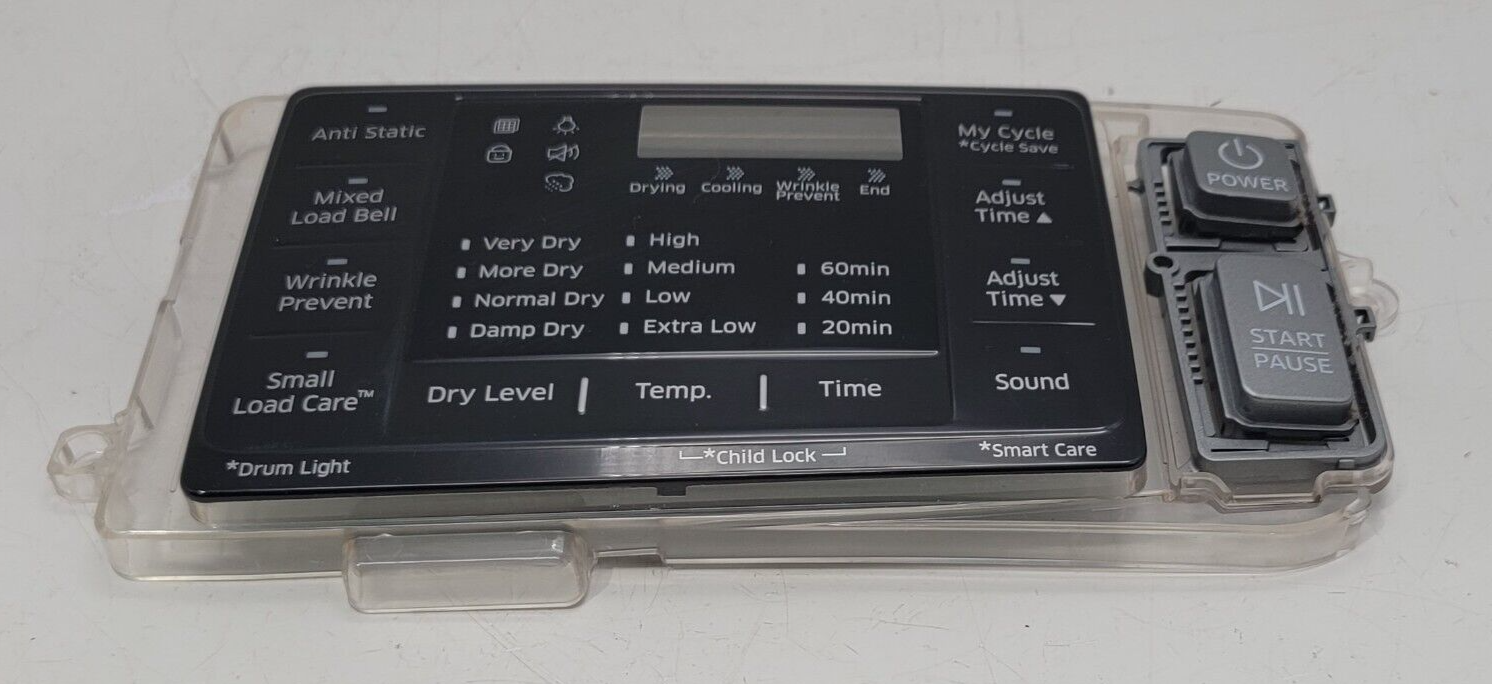 Anti Static
Mixed
Load Bell
Wrinkle
Prevent
Small
Load Care™
*Drum Light
Drying
Cooling
Wrinkle
Prevent
End
Very Dry
More Dry
Normal Dry
Damp Dry
High
Medium
Low
Extra Low
60min
40min
20min
Dry Level
Temp.
Time
*Child Lock
My Cycle
*Cycle Save
Adjust
Time ▲
Adjust
Time ▼
Sound
*Smart Care
POWER
START
PAUSE